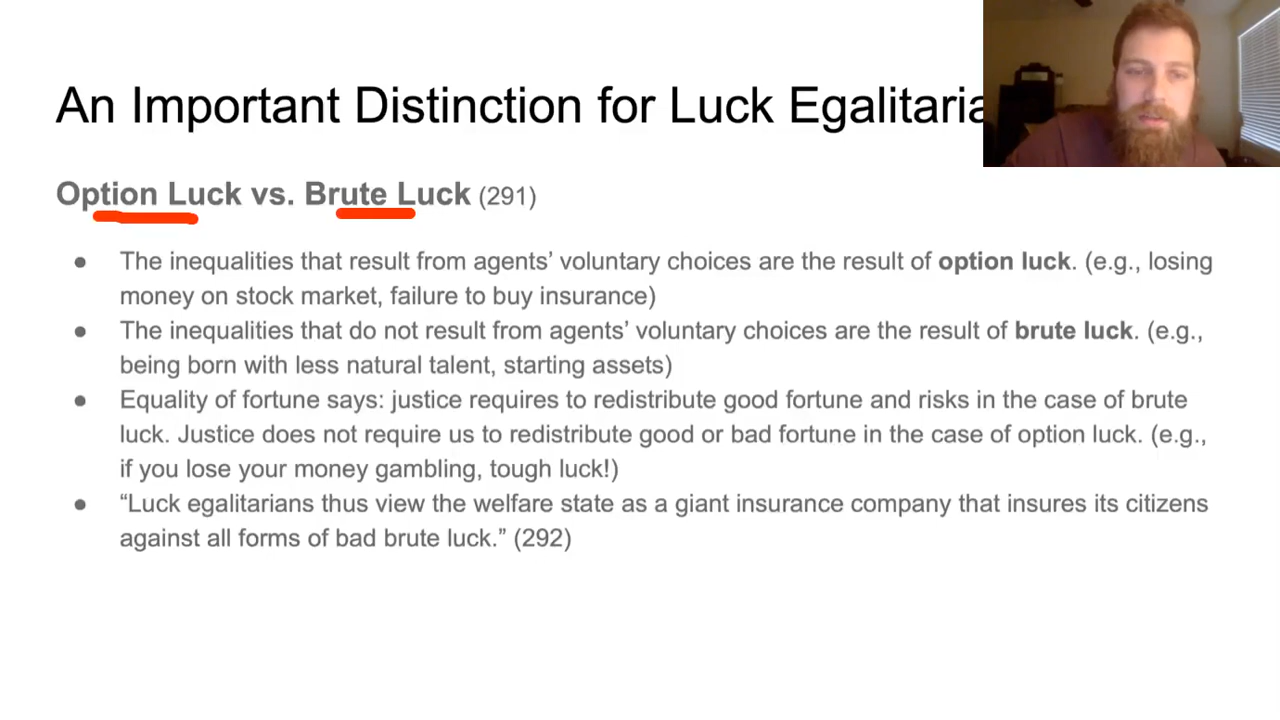 An Important Distinction for Luck Egalitaria
Option Luck vs. Brute Luck (291)
● The inequalities that result from agents’ voluntary choices are the result of option luck. (e.g., losing
money on stock market, failure to buy insurance)
● The inequalities that do not result from agents’ voluntary choices are the result of brute luck. (e.g.,
being born with less natural talent, starting assets)
● Equality of fortune says: justice requires to redistribute good fortune and risks in the case of brute
luck. Justice does not require us to redistribute good or bad fortune in the case of option luck. (e.g.,
if you lose your money gambling, tough luck!)
● “Luck egalitarians thus view the welfare state as a giant insurance company that insures its citizens
against all forms of bad brute luck.” (292)